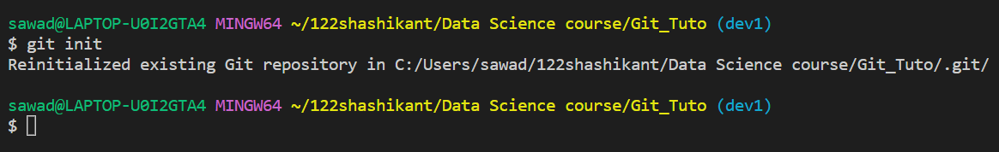 sawad@LAPTOP-U0I2GTA4 MINGW64 ~/122shashikant/Data Science course/Git_Tuto (dev1)
$ git init
Reinitialized existing Git repository in C:/Users/sawad/122shashikant/Data Science course/Git_Tuto/.git/
sawad@LAPTOP-U0I2GTA4 MINGW64 ~/122shashikant/Data Science course/Git_Tuto (dev1)
$